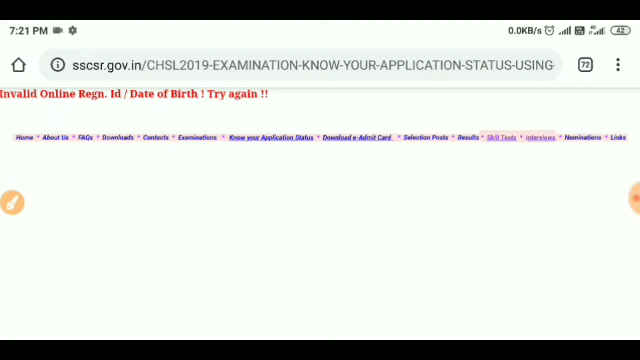 7:21 PM 0.0KB/s 4G 42
sscsr.gov.in/CHSL2019-EXAMINATION-KNOW-YOUR-APPLICATION-STATUS-USING- 72
Invalid Online Regn. Id / Date of Birth ! Try again !!
Home * About Us * FAQs * Downloads * Contacts * Examinations * Know your Application Status * Download e-Admit Card * Selection Posts * Results * Skill Tests * Interviews * Nominations * Links